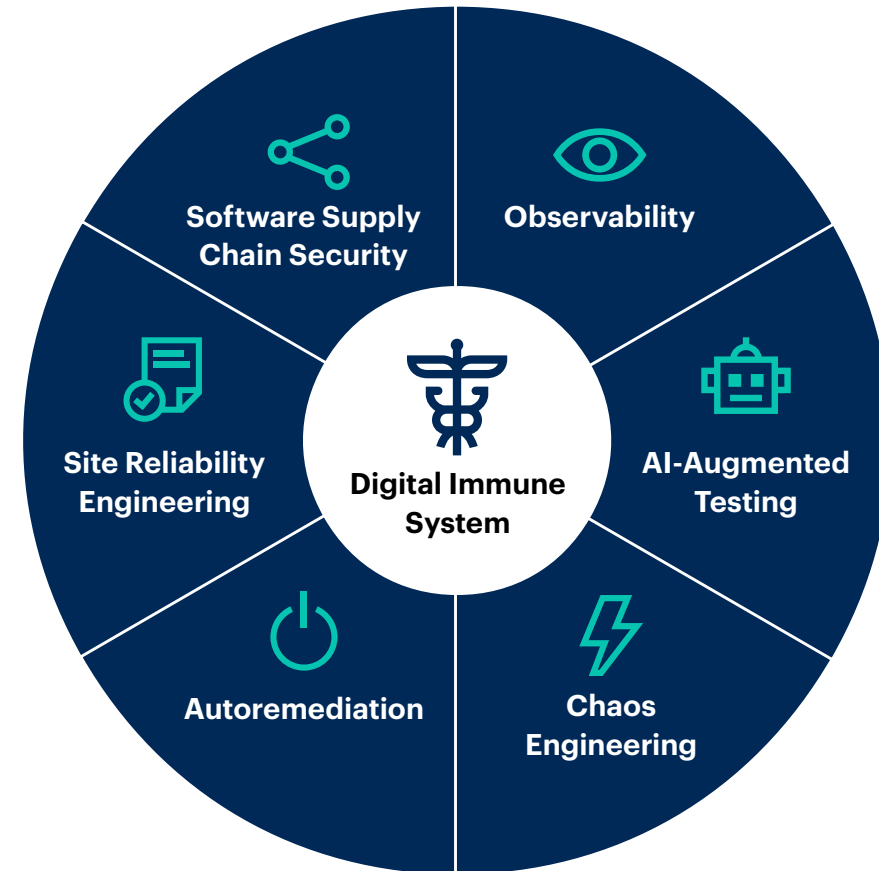 Software Supply
Chain Security
Observability
Site Reliability
Engineering
Digital Immune
System
AI-Augmented
Testing
Autoremediation
Chaos
Engineering